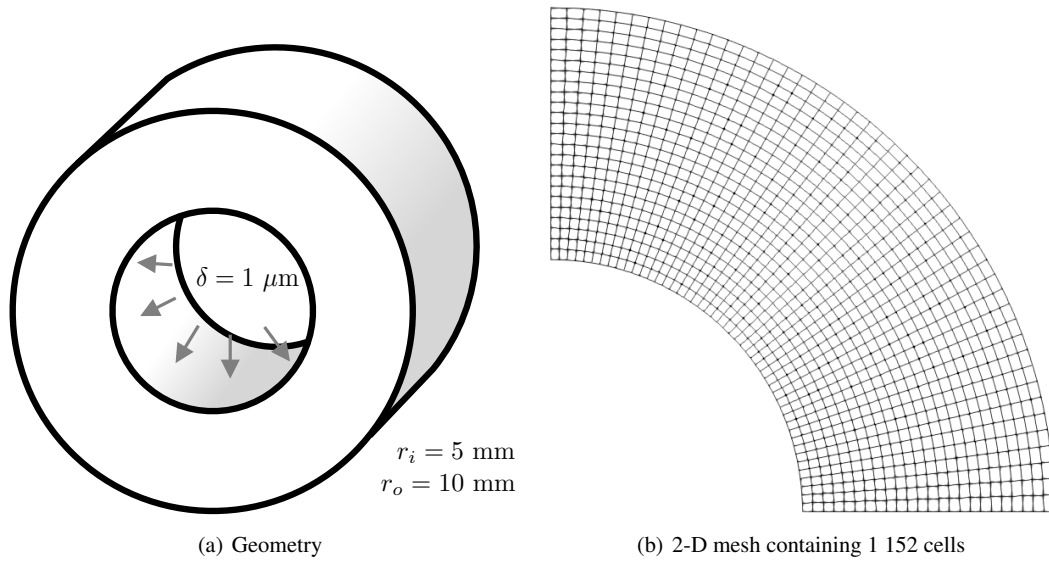 δ = 1 μm
r_i = 5 mm
r_o = 10 mm
(a) Geometry
(b) 2-D mesh containing 1 152 cells